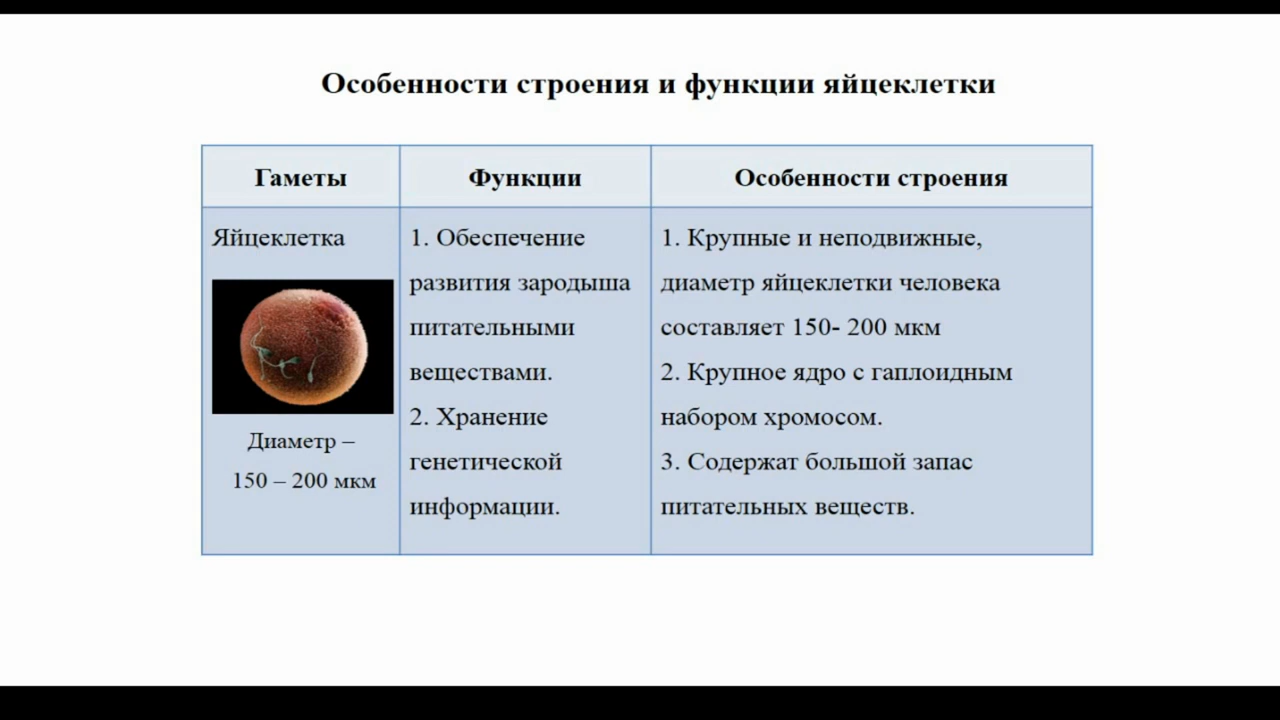 Особенности строения и функции яйцеклетки
Гаметы
Функции
Особенности строения
Яйцеклетка
Диаметр –
150 – 200 мкм
1. Обеспечение
развития зародыша
питательными
веществами.
2. Хранение
генетической
информации.
1. Крупные и неподвижные,
диаметр яйцеклетки человека
составляет 150- 200 мкм
2. Крупное ядро с гаплоидным
набором хромосом.
3. Содержат большой запас
питательных веществ.